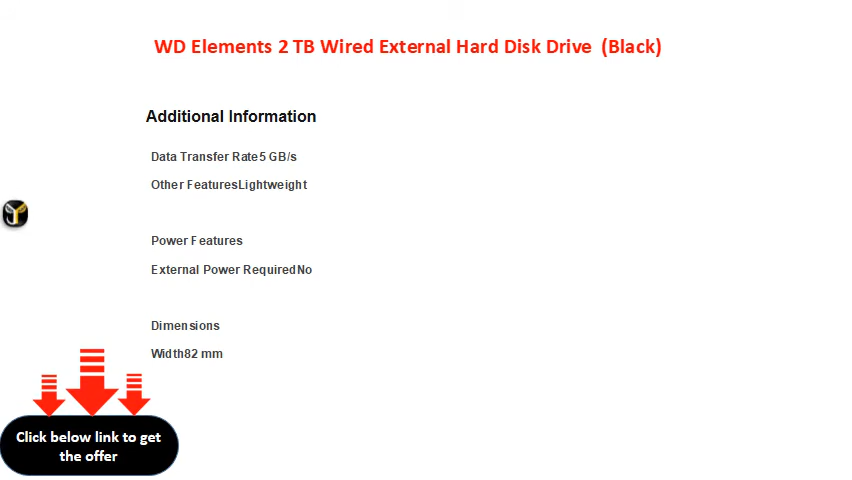 WD Elements 2 TB Wired External Hard Disk Drive (Black)
Additional Information
Data Transfer Rate5 GB/s
Other FeaturesLightweight
Power Features
External Power RequiredNo
Dimensions
Width82 mm
Click below link to get
the offer